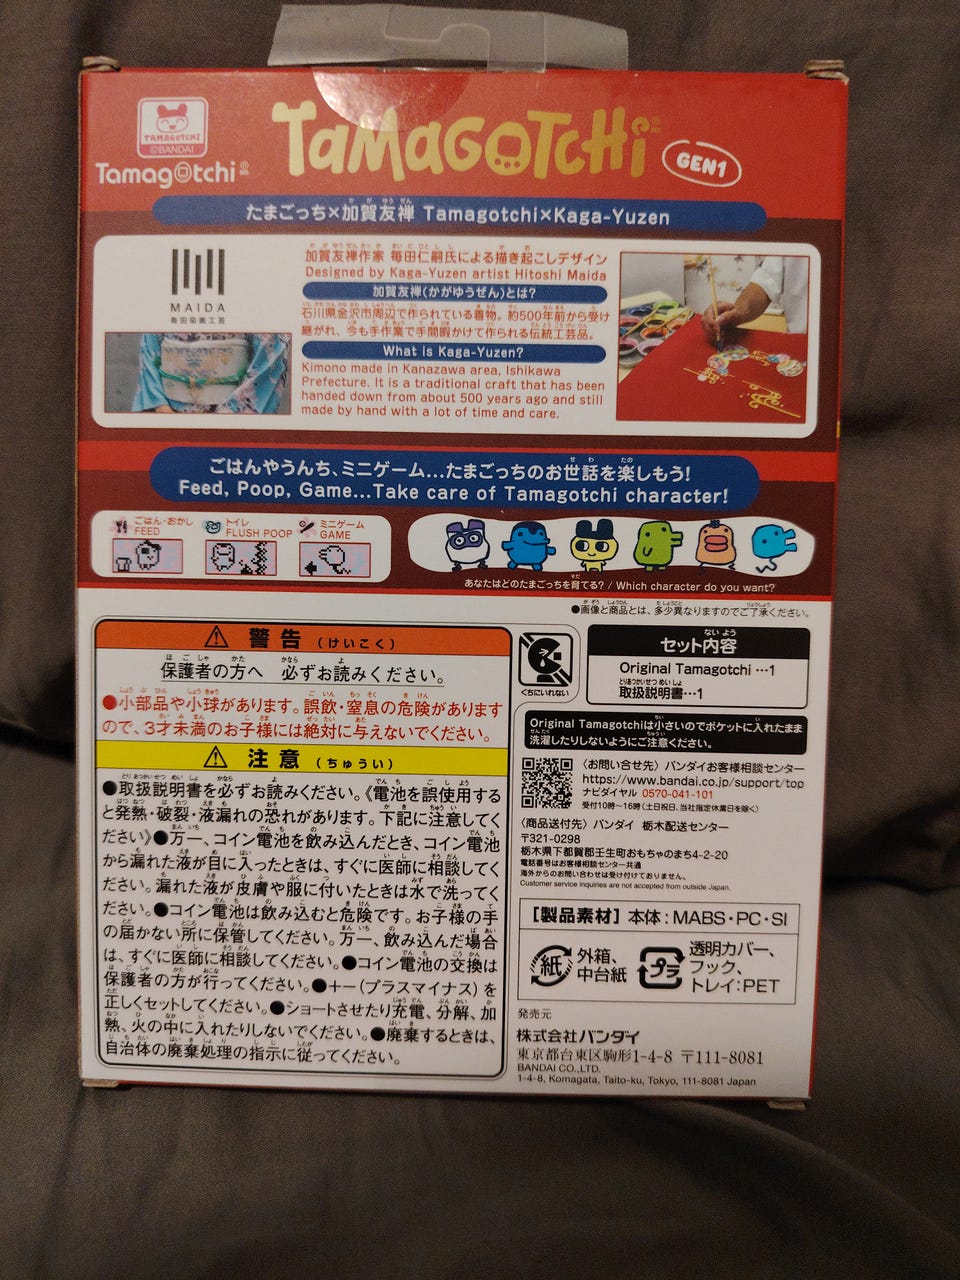 TAMAGOTCHI
©BANDAI
Tamagotchi®
TaMaGOTCHi
GEN1
たまごっち×加賀友禅 Tamagotchi×Kaga-Yuzen
MAIDA
毎田染画工芸
加賀友禅作家 毎田仁嗣氏による描き起こしデザイン
Designed by Kaga-Yuzen artist Hitoshi Maida
加賀友禅(かがゆうぜん)とは?
石川県金沢市周辺で作られている着物。約500年前から受け
継がれ、今も手作業で手間暇かけて作られる伝統工芸品。
What is Kaga-Yuzen?
Kimono made in Kanazawa area, Ishikawa
Prefecture. It is a traditional craft that has been
handed down from about 500 years ago and still
made by hand with a lot of time and care.
ごはんやうんち、ミニゲーム…たまごっちのお世話を楽しもう!
Feed, Poop, Game…Take care of Tamagotchi character!
ごはん・おかし
FEED
トイレ
FLUSH POOP
ミニゲーム
GAME
あなたはどのたまごっちを育てる? / Which character do you want?
●画像と商品とは、多少異なりますのでご了承ください。
警告(けいこく)
保護者の方へ 必ずお読みください。
●小部品や小球があります。誤飲・窒息の危険があります
ので、3才未満のお子様には絶対に与えないでください。
注意(ちゅうい)
●取扱説明書を必ずお読みください。《電池を誤使用する
と発熱・破裂・液漏れの恐れがあります。下記に注意してく
ださい》●万一、コイン電池を飲み込んだとき、コイン電池
から漏れた液が目に入ったときは、すぐに医師に相談してく
ださい。漏れた液が皮膚や服に付いたときは水で洗ってく
ださい。●コイン電池は飲み込むと危険です。お子様の手
の届かない所に保管してください。万一、飲み込んだ場合
は、すぐに医師に相談してください。●コイン電池の交換は
保護者の方が行ってください。●+-(プラスマイナス)を
正しくセットしてください。●ショートさせたり充電、分解、加
熱、火の中に入れたりしないでください。●廃棄するときは、
自治体の廃棄処理の指示に従ってください。
くちにいれない
セット内容
Original Tamagotchi…1
取扱説明書…1
Original Tamagotchiは小さいのでポケットに入れたまま
洗濯したりしないようにご注意ください。
〈お問い合せ先〉バンダイお客様相談センター
https://www.bandai.co.jp/support/top
ナビダイヤル 0570-041-101
受付10時〜16時(土日祝日、当社指定休業日を除く)
〈商品送付先〉バンダイ 栃木配送センター
〒321-0298
栃木県下都賀郡壬生町おもちゃのまち4-2-20
電話番号はお客様相談センター共通
海外からのお問い合せは受け付けておりません。
Customer service inquiries are not accepted from outside Japan.
【製品素材】本体:MABS・PC・SI
紙
外箱、
中台紙
プラ
透明カバー、
フック、
トレイ:PET
発売元
株式会社バンダイ
東京都台東区駒形1-4-8 〒111-8081
BANDAI CO.,LTD.
1-4-8, Komagata, Taito-ku, Tokyo, 111-8081 Japan